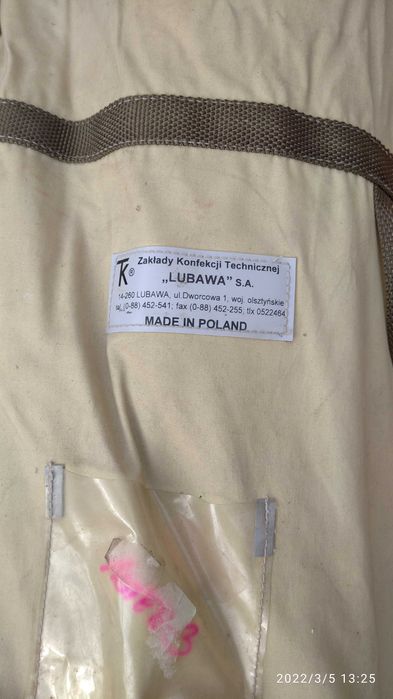 TK® Zakłady Konfekcji Technicznej
„LUBAWA” S.A.
14-260 LUBAWA, ul.Dworcowa 1, woj. olsztyńskie
tel. (0-88) 452-541; fax (0-88) 452-255; tlx 0522464
MADE IN POLAND
2022/3/5 13:25